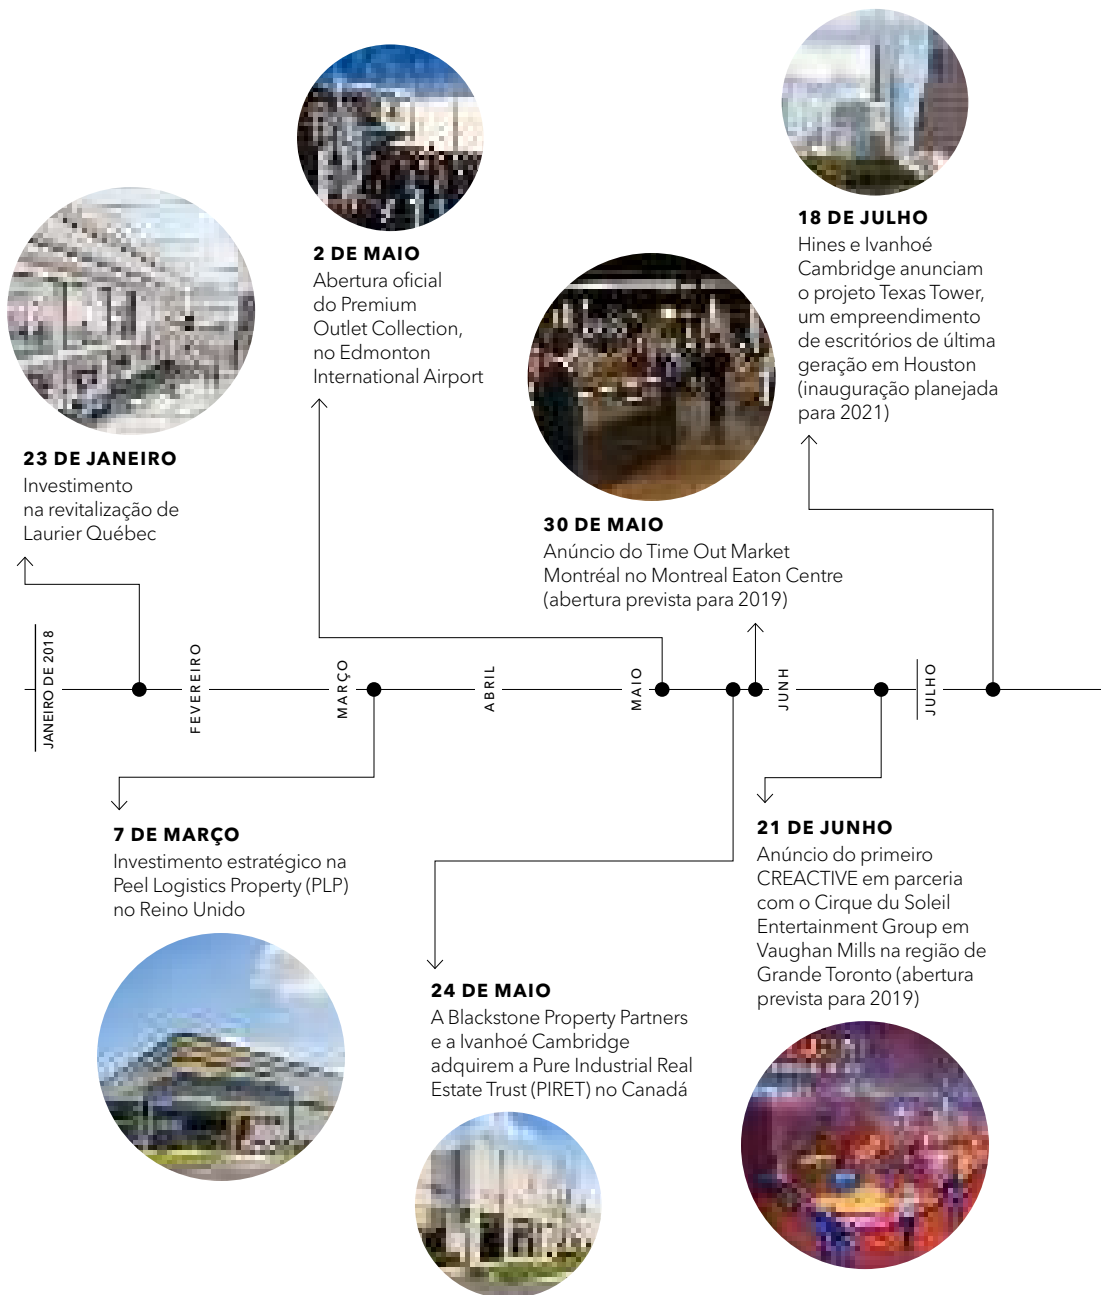 18 DE JULHO
Hines e Ivanhoé
Cambridge anunciam
o projeto Texas Tower,
um empreendimento
de escritórios de última
geração em Houston
(inauguração planejada
para 2021)
2 DE MAIO
Abertura oficial
do Premium
Outlet Collection,
no Edmonton
International Airport
23 DE JANEIRO
Investimento
na revitalização de
Laurier Québec
30 DE MAIO
Anúncio do Time Out Market
Montréal no Montreal Eaton Centre
(abertura prevista para 2019)
JANEIRO DE 2018
FEVEREIRO
MARÇO
ABRIL
MAIO
JUNH
JULHO
7 DE MARÇO
Investimento estratégico na
Peel Logistics Property (PLP)
no Reino Unido
21 DE JUNHO
Anúncio do primeiro
CREACTIVE em parceria
com o Cirque du Soleil
Entertainment Group em
Vaughan Mills na região de
Grande Toronto (abertura
prevista para 2019)
24 DE MAIO
A Blackstone Property Partners
e a Ivanhoé Cambridge
adquirem a Pure Industrial Real
Estate Trust (PIRET) no Canadá